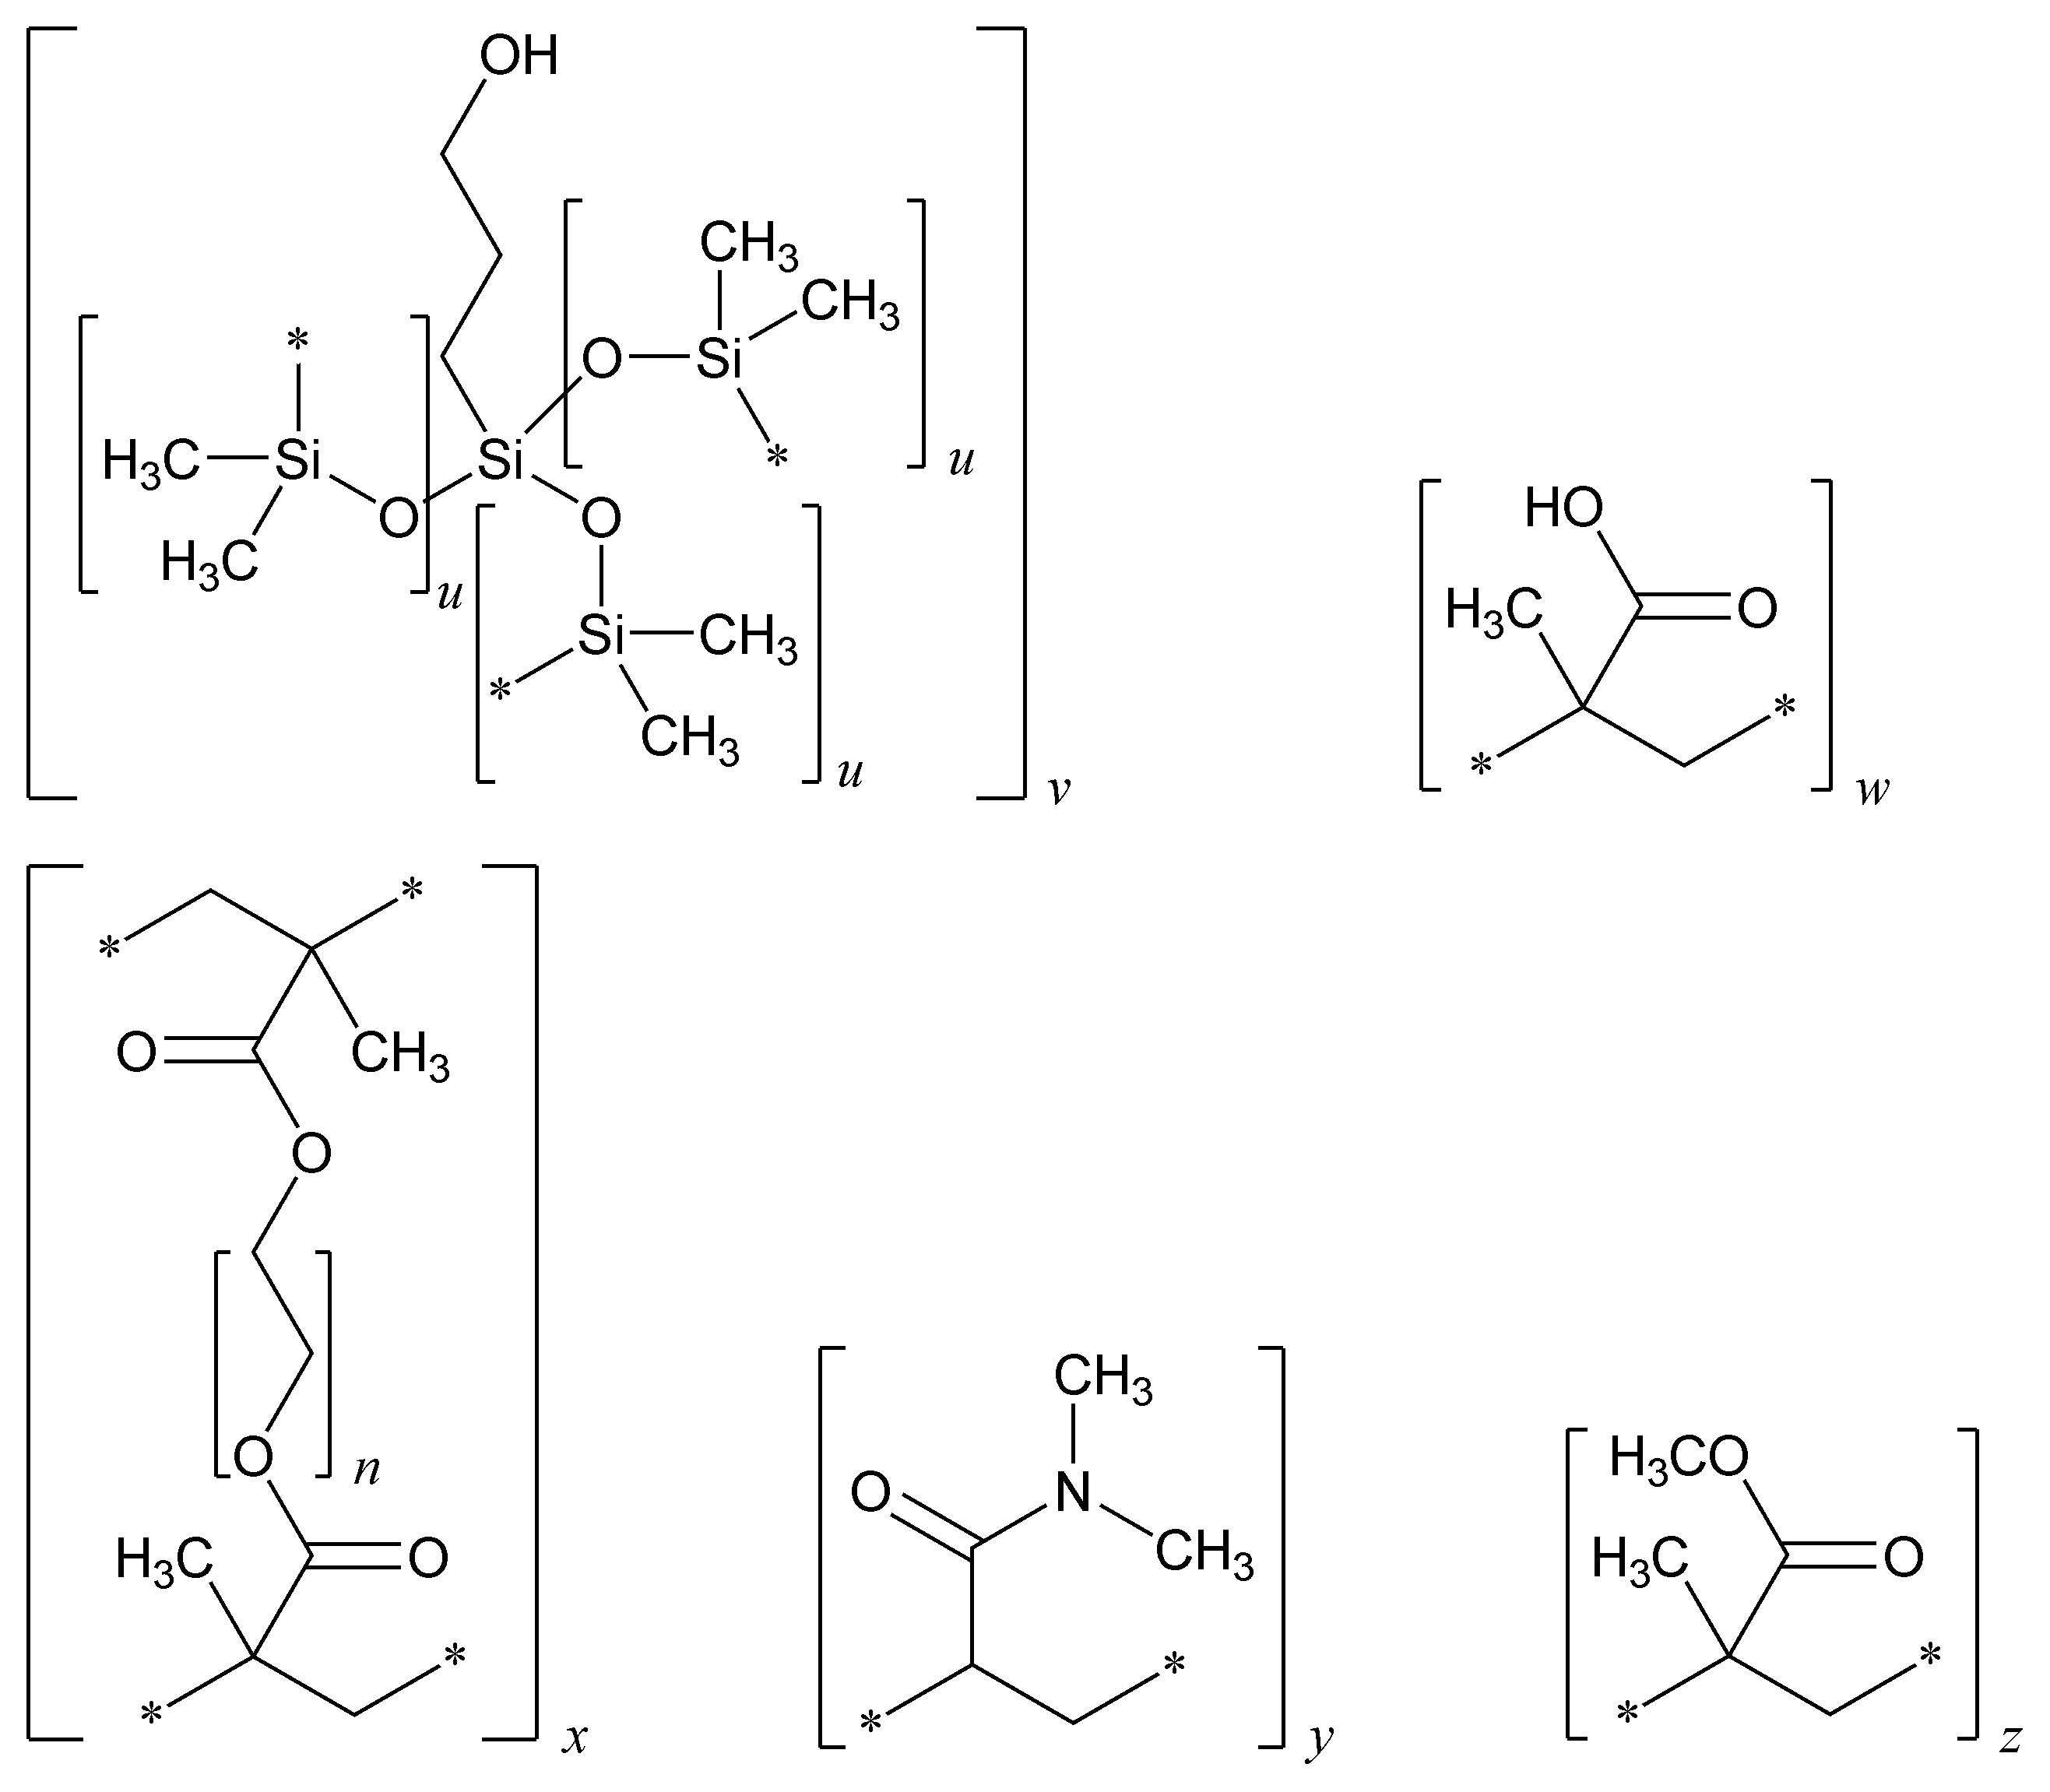 OH
CH3
CH3
*
O Si
H3C Si Si * u
O O
H3C u
HO
Si CH3
H3C O
*
CH3
* *
u v w
* *
O CH3
O
CH3
n
O
O N
H3CO
CH3
H3C O
H3C O
* * *
* * *
x y z